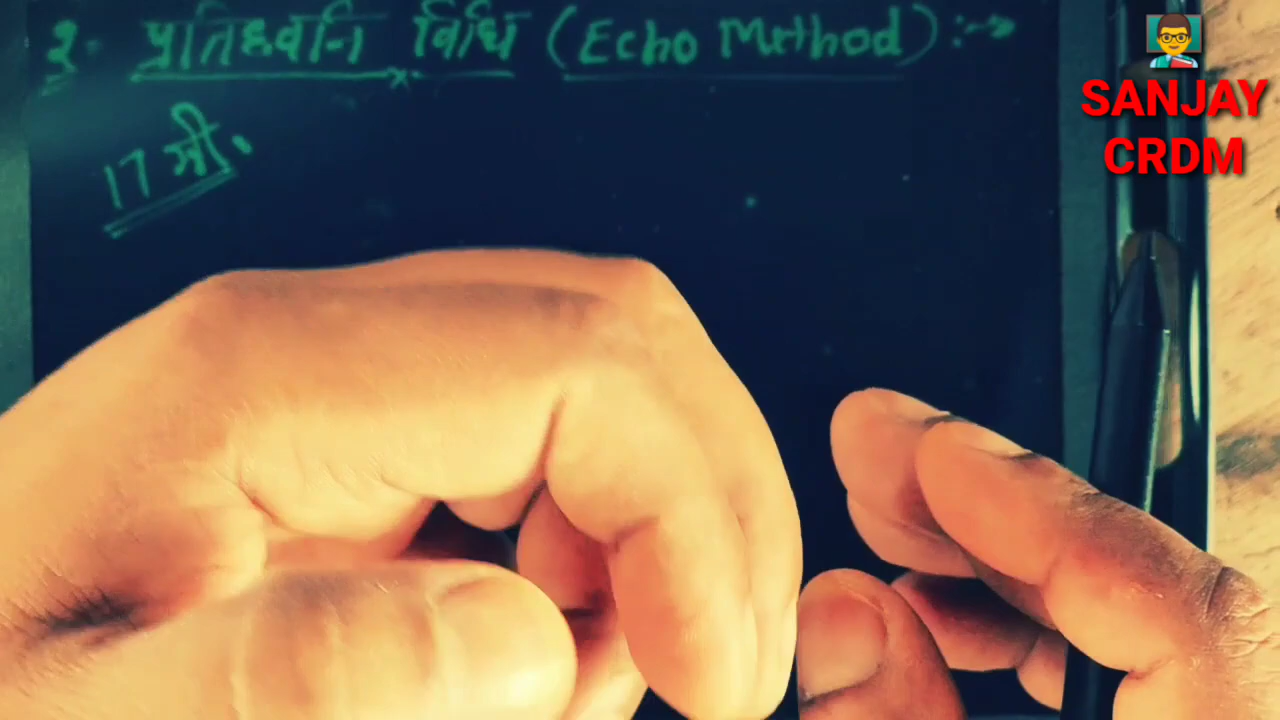 २. प्रतिध्वनि विधि (Echo Method) :→
17 मी.
SANJAY
CRDM